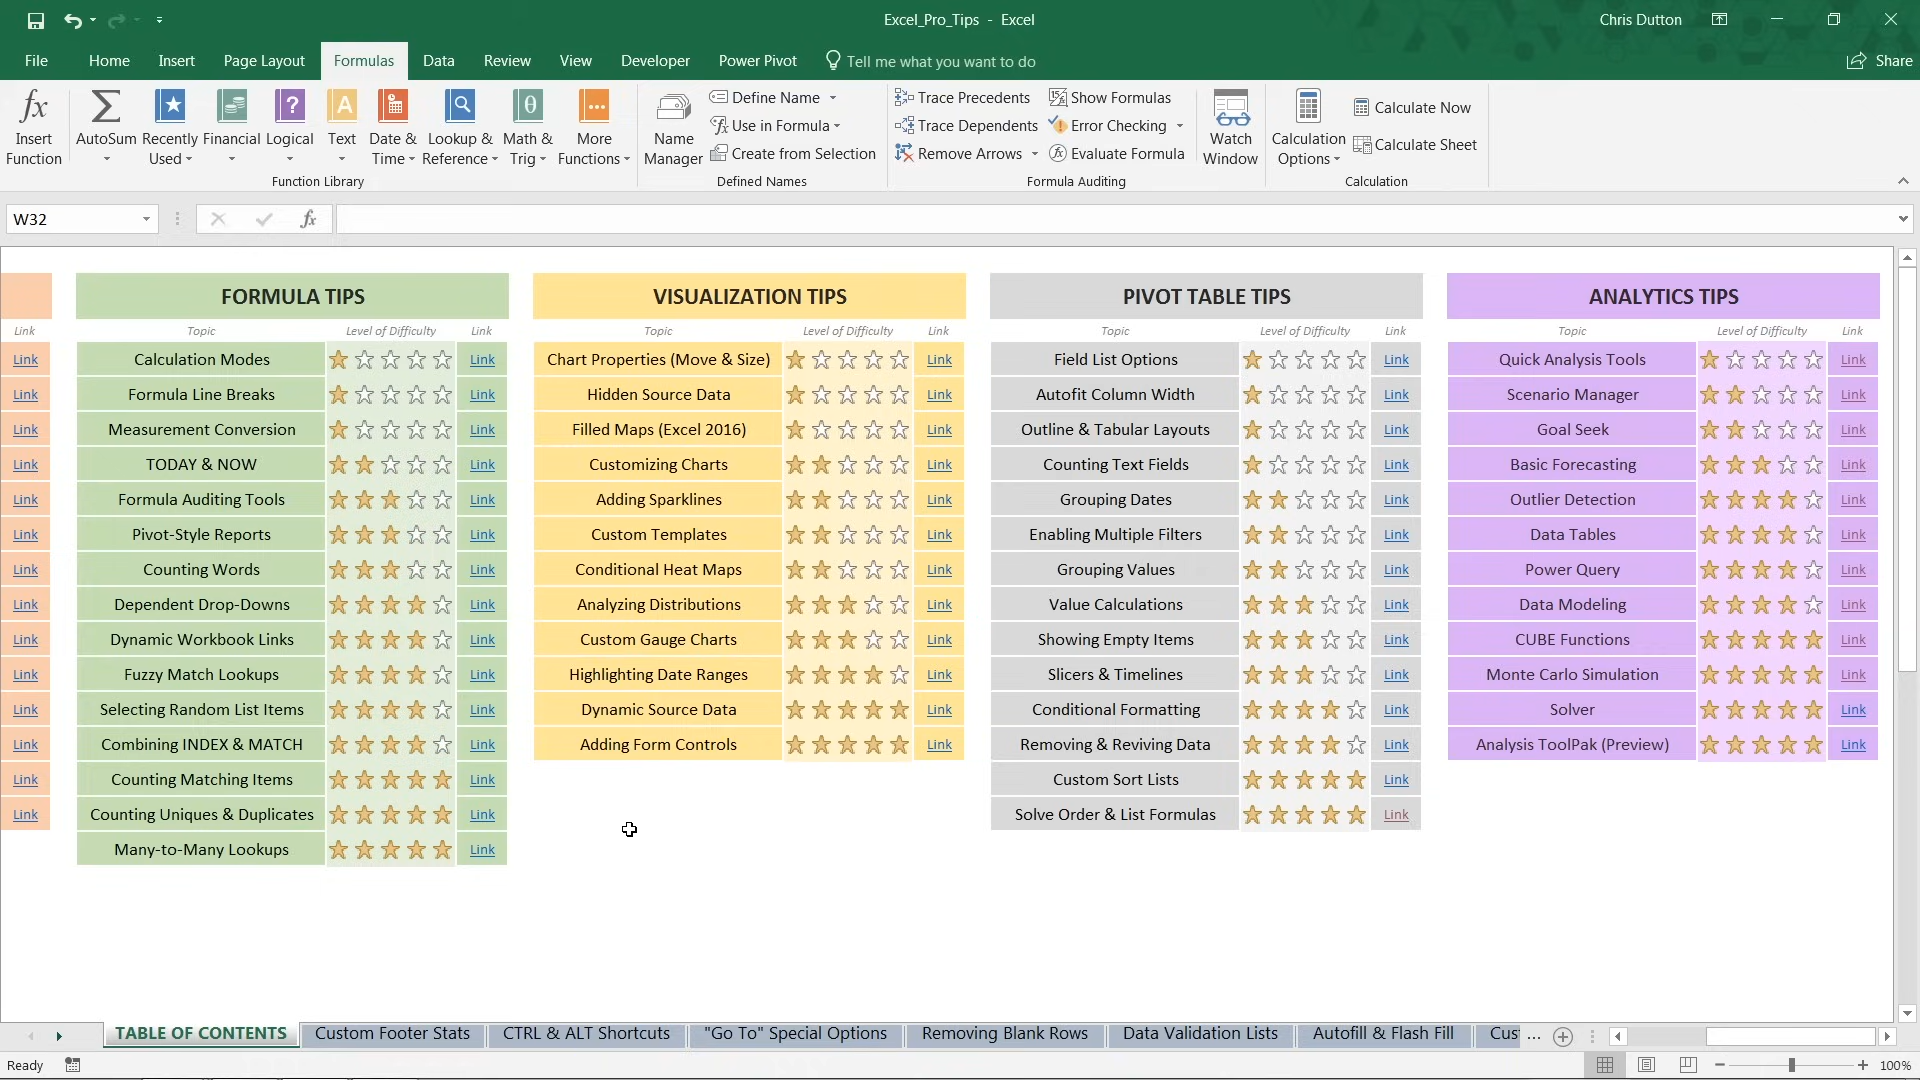 Excel_Pro_Tips - Excel
Chris Dutton
File Home Insert Page Layout Formulas Data Review View Developer Power Pivot Tell me what you want to do Share
Insert Function
AutoSum
Recently Used
Financial
Logical
Text
Date & Time
Lookup & Reference
Math & Trig
More Functions
Function Library
Name Manager
Define Name
Use in Formula
Create from Selection
Defined Names
Trace Precedents
Trace Dependents
Remove Arrows
Show Formulas
Error Checking
Evaluate Formula
Formula Auditing
Watch Window
Calculation Options
Calculate Now
Calculate Sheet
Calculation
W32
fx
FORMULA TIPS VISUALIZATION TIPS PIVOT TABLE TIPS ANALYTICS TIPS
Link Topic Level of Difficulty Link Topic Level of Difficulty Link Topic Level of Difficulty Link Topic Level of Difficulty Link
Link Calculation Modes Link Chart Properties (Move & Size) Link Field List Options Link Quick Analysis Tools Link
Link Formula Line Breaks Link Hidden Source Data Link Autofit Column Width Link Scenario Manager Link
Link Measurement Conversion Link Filled Maps (Excel 2016) Link Outline & Tabular Layouts Link Goal Seek Link
Link TODAY & NOW Link Customizing Charts Link Counting Text Fields Link Basic Forecasting Link
Link Formula Auditing Tools Link Adding Sparklines Link Grouping Dates Link Outlier Detection Link
Link Pivot-Style Reports Link Custom Templates Link Enabling Multiple Filters Link Data Tables Link
Link Counting Words Link Conditional Heat Maps Link Grouping Values Link Power Query Link
Link Dependent Drop-Downs Link Analyzing Distributions Link Value Calculations Link Data Modeling Link
Link Dynamic Workbook Links Link Custom Gauge Charts Link Showing Empty Items Link CUBE Functions Link
Link Fuzzy Match Lookups Link Highlighting Date Ranges Link Slicers & Timelines Link Monte Carlo Simulation Link
Link Selecting Random List Items Link Dynamic Source Data Link Conditional Formatting Link Solver Link
Link Combining INDEX & MATCH Link Adding Form Controls Link Removing & Reviving Data Link Analysis ToolPak (Preview) Link
Link Counting Matching Items Link Custom Sort Lists Link
Link Counting Uniques & Duplicates Link Solve Order & List Formulas Link
Many-to-Many Lookups Link
TABLE OF CONTENTS Custom Footer Stats CTRL & ALT Shortcuts "Go To" Special Options Removing Blank Rows Data Validation Lists Autofill & Flash Fill Cus ...
Ready 100%